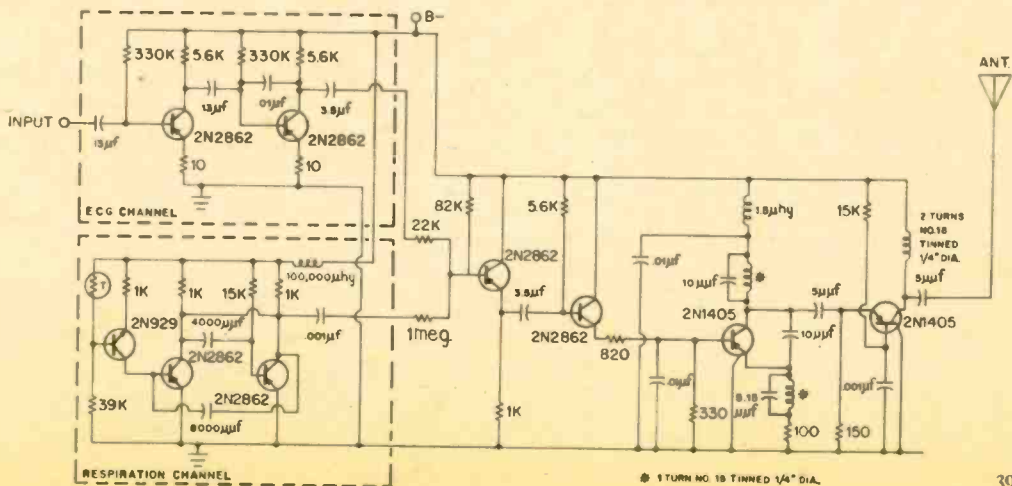 B-
ANT.
330K
5.6K
330K
5.6K
.01µf
3.8µf
INPUT
15µf
2N2862
2N2862
10
10
ECG CHANNEL
82K
5.6K
1.8µhy
15K
2 TURNS
NO.18
TINNED
1/4" DIA.
22K
100,000µhy
T
1K
1K
15K
1K
2N2862
.01µf
10µµf
*
5µµf
5µµf
2N1405
2N1405
2N929
4000µµf
.001µf
1meg.
3.8µf
2N2862
2N2862
2N2862
820
10µµf
39K
8000µµf
1K
.01µf
330
µµf
*
100
150
.001µf
RESPIRATION CHANNEL
* 1 TURN NO. 18 TINNED 1/4" DIA.